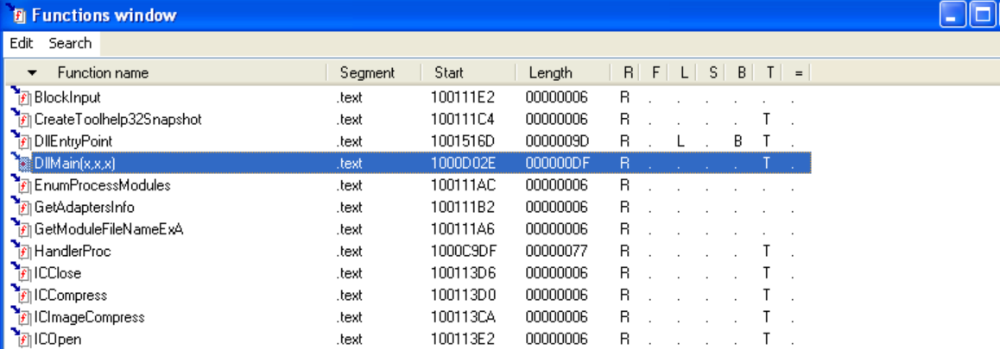 Functions window
Edit Search
Function name Segment Start Length R F L S B T =
BlockInput .text 100111E2 00000006 R . . . . . .
CreateToolhelp32Snapshot .text 100111C4 00000006 R . . . . T .
DllEntryPoint .text 1001516D 0000009D R . L . B T .
DllMain(x,x,x) .text 1000D02E 000000DF R . . . . T .
EnumProcessModules .text 100111AC 00000006 R . . . . . .
GetAdaptersInfo .text 100111B2 00000006 R . . . . . .
GetModuleFileNameExA .text 100111A6 00000006 R . . . . . .
HandlerProc .text 1000C9DF 00000077 R . . . . T .
ICClose .text 100113D6 00000006 R . . . . T .
ICCompress .text 100113D0 00000006 R . . . . T .
ICImageCompress .text 100113CA 00000006 R . . . . T .
ICOpen .text 100113E2 00000006 R . . . . T .